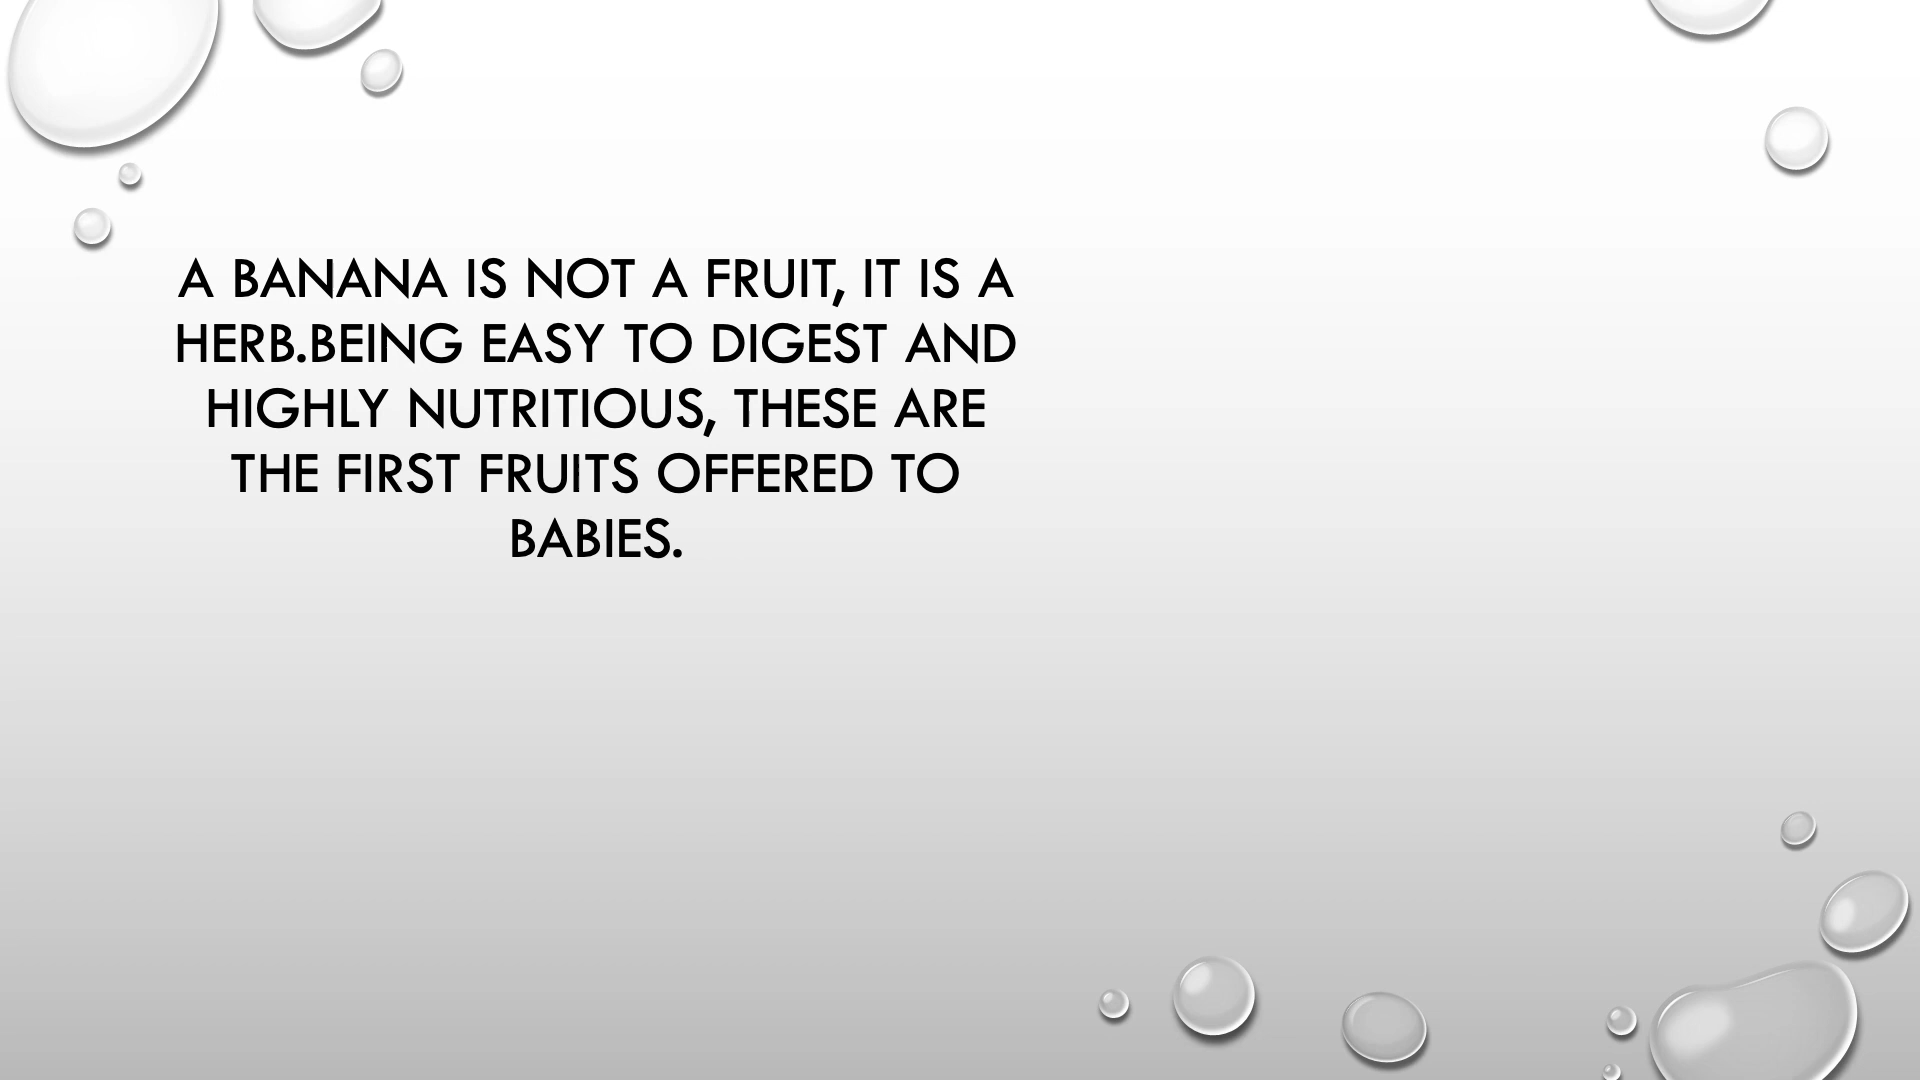 A BANANA IS NOT A FRUIT, IT IS A
HERB.BEING EASY TO DIGEST AND
HIGHLY NUTRITIOUS, THESE ARE
THE FIRST FRUITS OFFERED TO
BABIES.